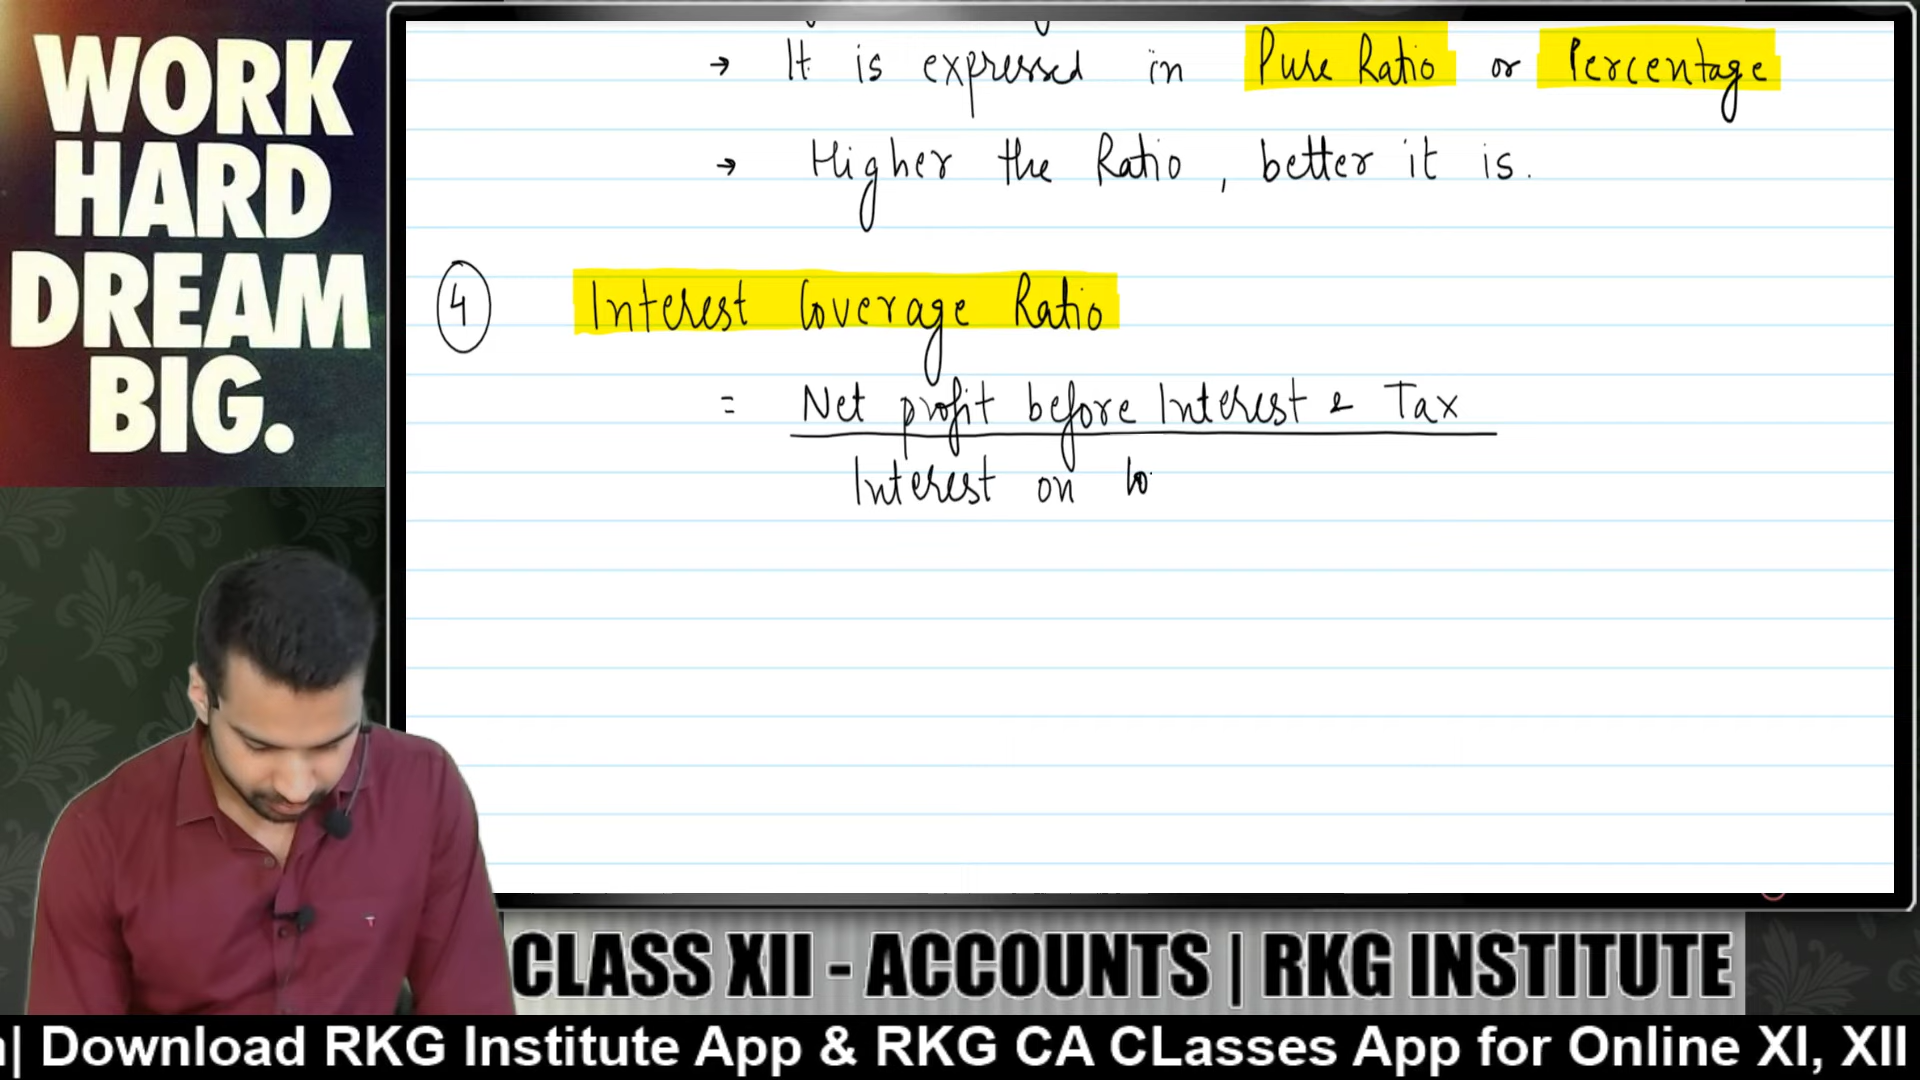 WORK
HARD
DREAM
BIG.
→ It is expressed in Pure Ratio or Percentage
→ Higher the Ratio, better it is.
4 Interest Coverage Ratio
= Net profit before Interest & Tax
Interest on lo
CLASS XII - ACCOUNTS | RKG INSTITUTE
| Download RKG Institute App & RKG CA CLasses App for Online XI, XII